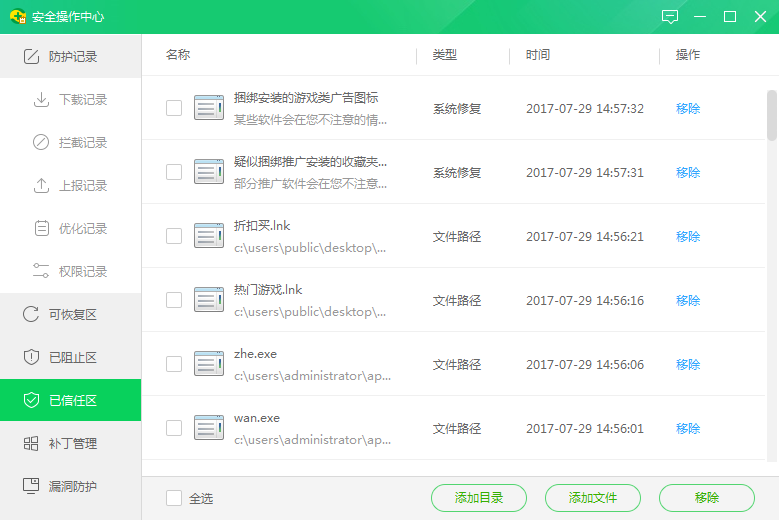 安全操作中心
防护记录
下载记录
拦截记录
上报记录
优化记录
权限记录
可恢复区
已阻止区
已信任区
补丁管理
漏洞防护
名称 类型 时间 操作
捆绑安装的游戏类广告图标
某些软件会在您不注意的情...
系统修复 2017-07-29 14:57:32 移除
疑似捆绑推广安装的收藏夹...
部分推广软件会在您不注意...
系统修复 2017-07-29 14:57:31 移除
折扣买.lnk
c:\users\public\desktop\...
文件路径 2017-07-29 14:56:21 移除
热门游戏.lnk
c:\users\public\desktop\...
文件路径 2017-07-29 14:56:16 移除
zhe.exe
c:\users\administrator\ap...
文件路径 2017-07-29 14:56:06 移除
wan.exe
c:\users\administrator\ap...
文件路径 2017-07-29 14:56:01 移除
全选 添加目录 添加文件 移除